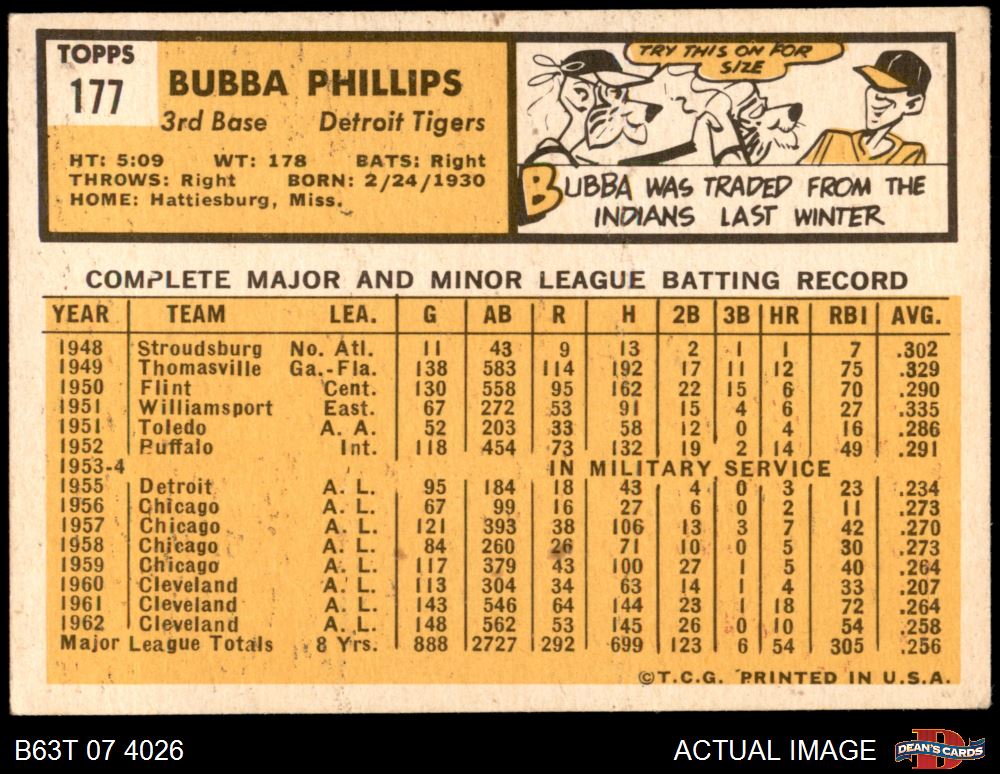 TOPPS
177
BUBBA PHILLIPS
3rd Base Detroit Tigers
HT: 5:09 WT: 178 BATS: Right
THROWS: Right BORN: 2/24/1930
HOME: Hattiesburg, Miss.
TRY THIS ON FOR
SIZE
BUBBA WAS TRADED FROM THE
INDIANS LAST WINTER
COMPLETE MAJOR AND MINOR LEAGUE BATTING RECORD
YEAR TEAM LEA. G AB R H 2B 3B HR RBI AVG.
1948 Stroudsburg No. Atl. 11 43 9 13 2 1 1 7 .302
1949 Thomasville Ga.-Fla. 138 583 114 192 17 11 12 75 .329
1950 Flint Cent. 130 558 95 162 22 15 6 70 .290
1951 Williamsport East. 67 272 53 91 15 4 6 27 .335
1951 Toledo A. A. 52 203 33 58 12 0 4 16 .286
1952 Buffalo Int. 118 454 73 132 19 2 14 49 .291
1953-4 IN MILITARY SERVICE
1955 Detroit A. L. 95 184 18 43 4 0 3 23 .234
1956 Chicago A. L. 67 99 16 27 6 0 2 11 .273
1957 Chicago A. L. 121 393 38 106 13 3 7 42 .270
1958 Chicago A. L. 84 260 26 71 10 0 5 30 .273
1959 Chicago A. L. 117 379 43 100 27 1 5 40 .264
1960 Cleveland A. L. 113 304 34 63 14 1 4 33 .207
1961 Cleveland A. L. 143 546 64 144 23 1 18 72 .264
1962 Cleveland A. L. 148 562 53 145 26 0 10 54 .258
Major League Totals 8 Yrs. 888 2727 292 699 123 6 54 305 .256
©T.C.G. PRINTED IN U.S.A.
B63T 07 4026 ACTUAL IMAGE D DEAN'S CARDS